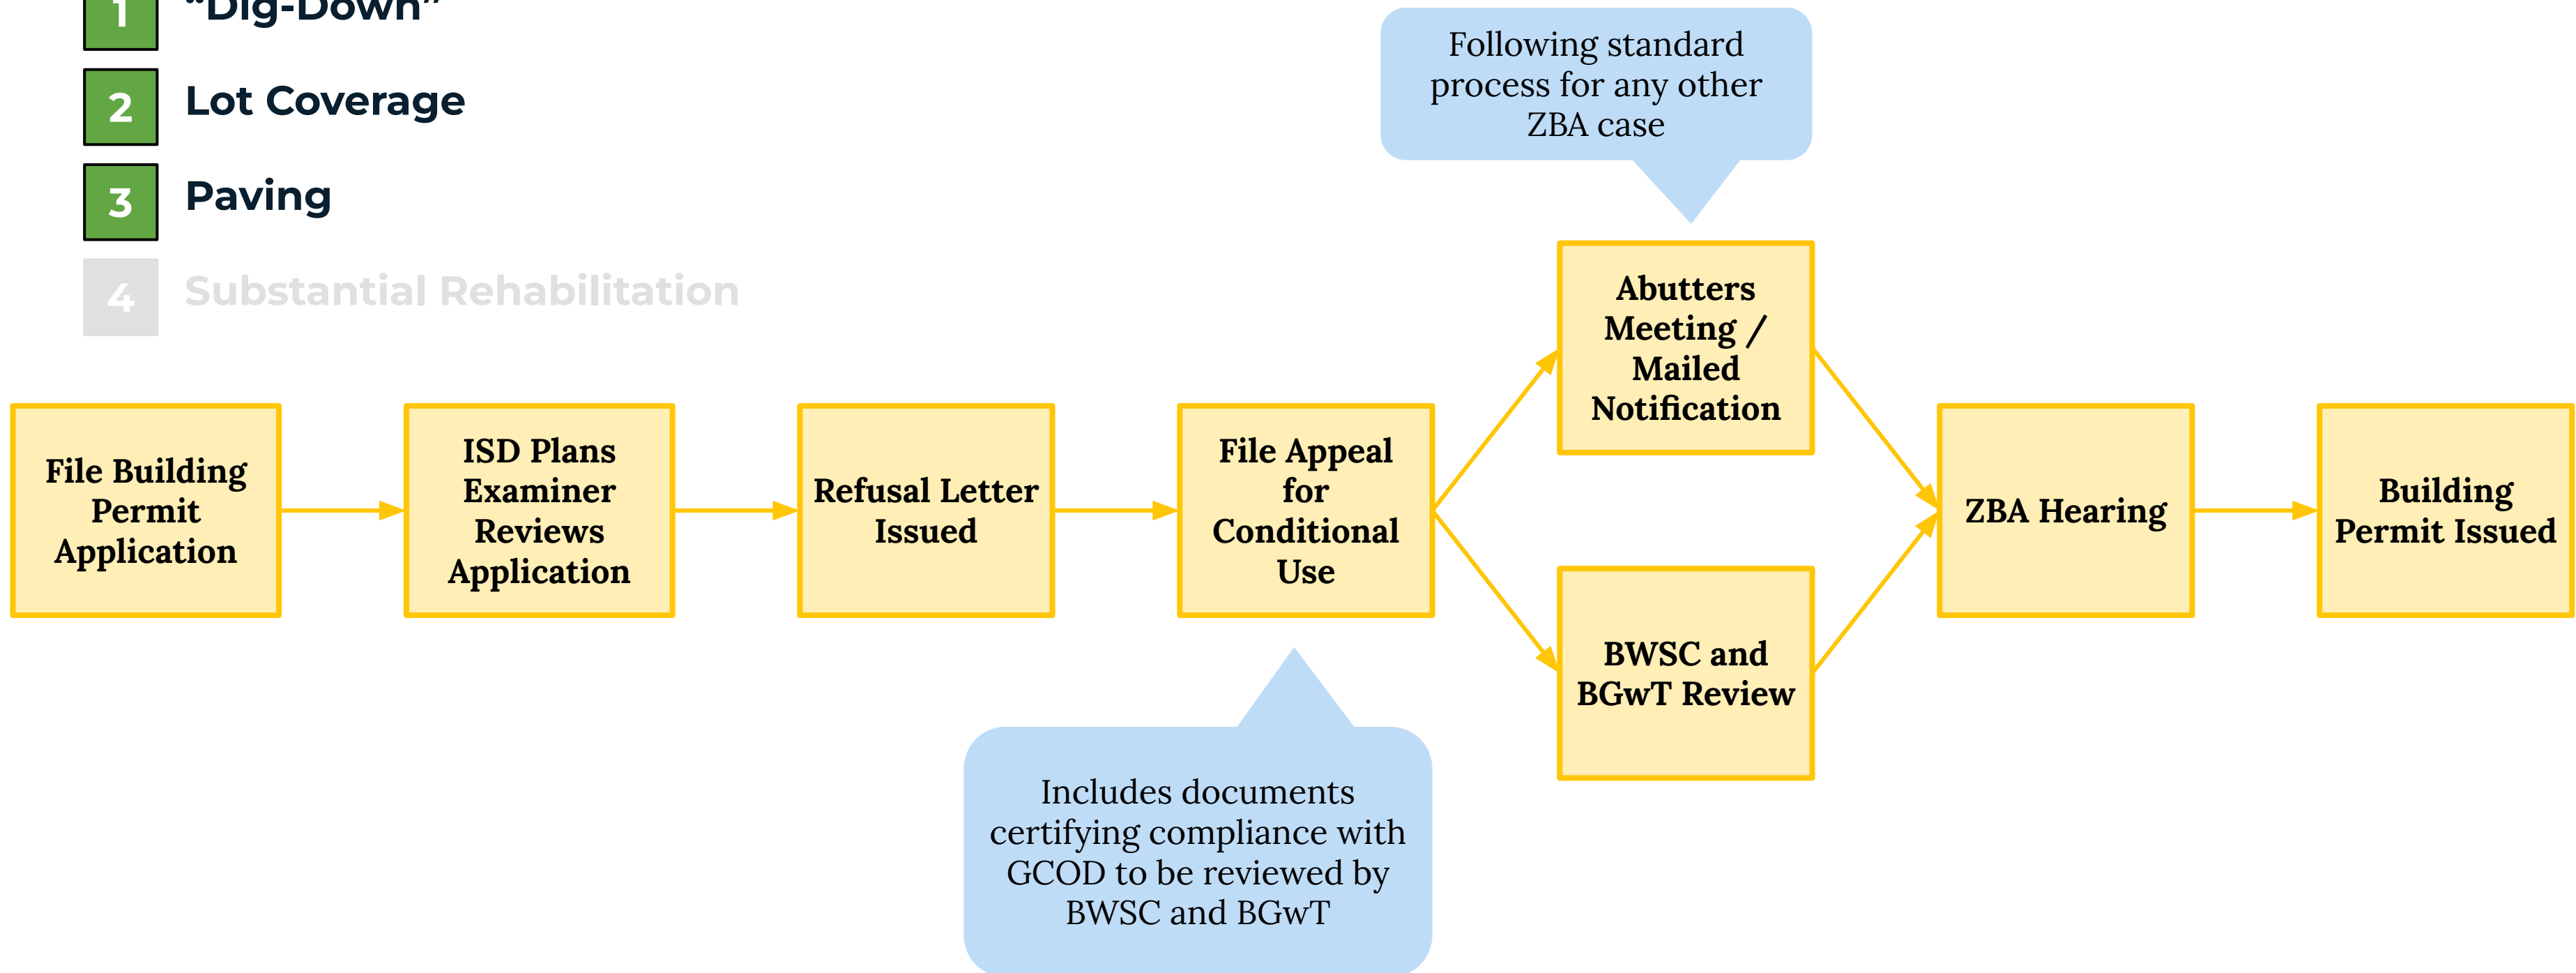 1 “Dig-Down”
2 Lot Coverage
3 Paving
4 Substantial Rehabilitation
Following standard
process for any other
ZBA case
File Building
Permit
Application
ISD Plans
Examiner
Reviews
Application
Refusal Letter
Issued
File Appeal
for
Conditional
Use
Abutters
Meeting /
Mailed
Notification
BWSC and
BGwT Review
ZBA Hearing
Building
Permit Issued
Includes documents
certifying compliance with
GCOD to be reviewed by
BWSC and BGwT